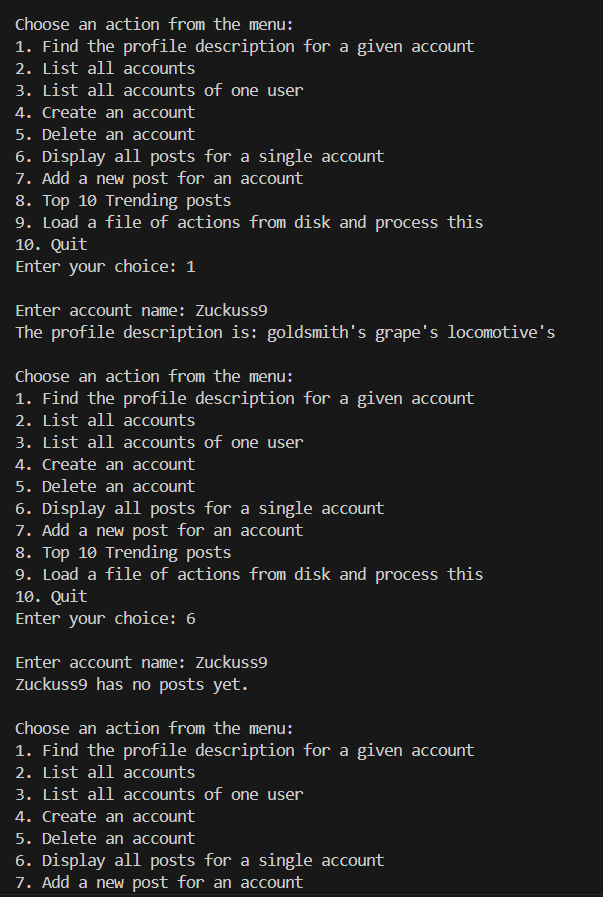 Choose an action from the menu:
1. Find the profile description for a given account
2. List all accounts
3. List all accounts of one user
4. Create an account
5. Delete an account
6. Display all posts for a single account
7. Add a new post for an account
8. Top 10 Trending posts
9. Load a file of actions from disk and process this
10. Quit
Enter your choice: 1
Enter account name: Zuckuss9
The profile description is: goldsmith's grape's locomotive's
Choose an action from the menu:
1. Find the profile description for a given account
2. List all accounts
3. List all accounts of one user
4. Create an account
5. Delete an account
6. Display all posts for a single account
7. Add a new post for an account
8. Top 10 Trending posts
9. Load a file of actions from disk and process this
10. Quit
Enter your choice: 6
Enter account name: Zuckuss9
Zuckuss9 has no posts yet.
Choose an action from the menu:
1. Find the profile description for a given account
2. List all accounts
3. List all accounts of one user
4. Create an account
5. Delete an account
6. Display all posts for a single account
7. Add a new post for an account